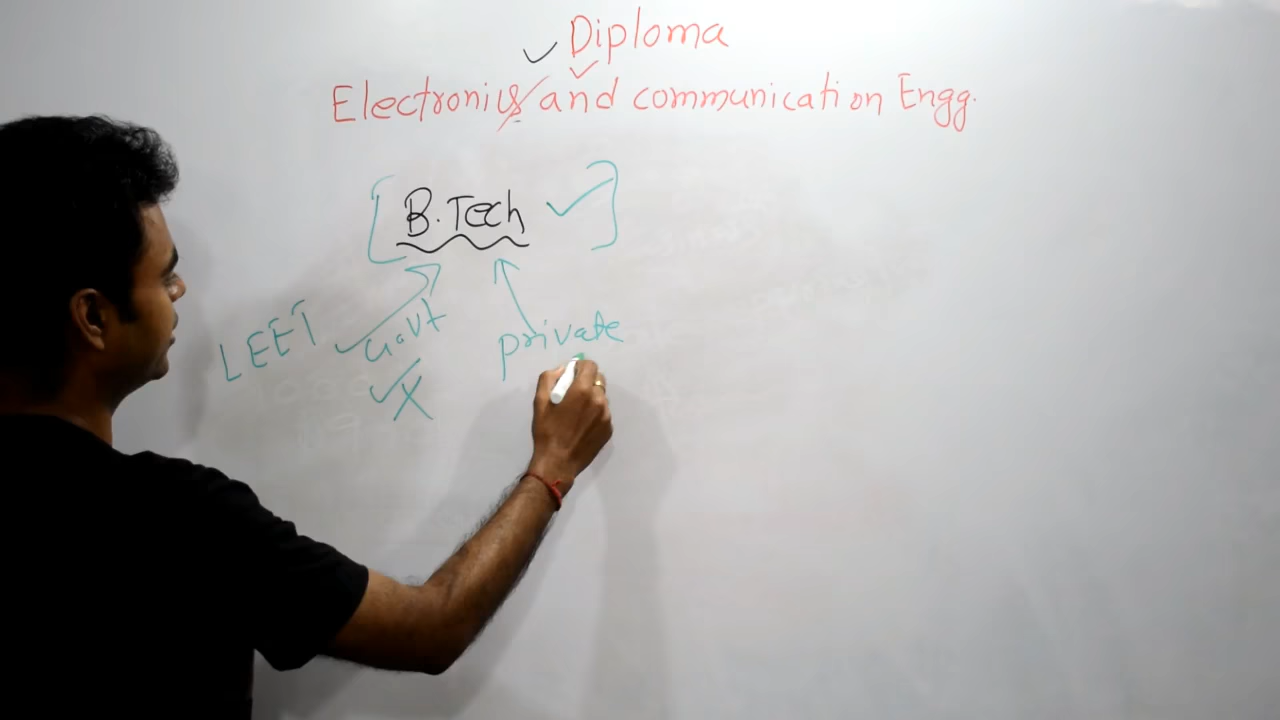 Diploma
Electronics and communication Engg.
B.Tech
LEET
Govt
private